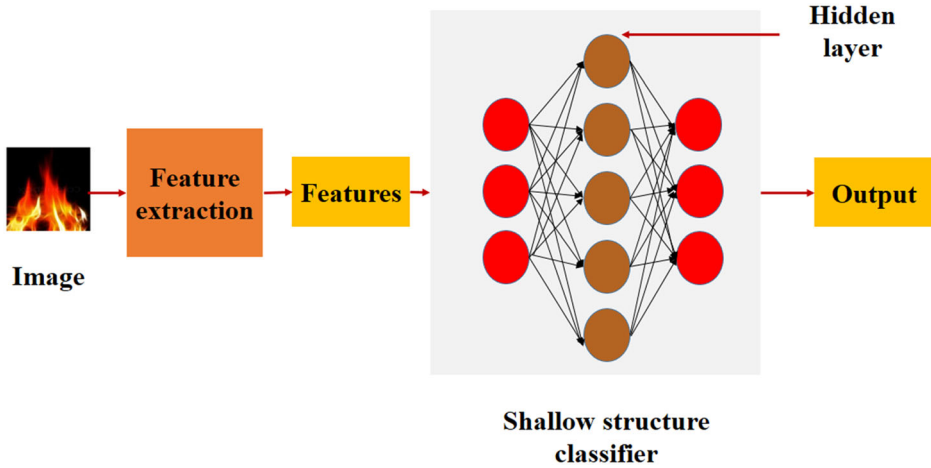 Hidden
layer
Feature
extraction
Features
Output
Image
Shallow structure
classifier